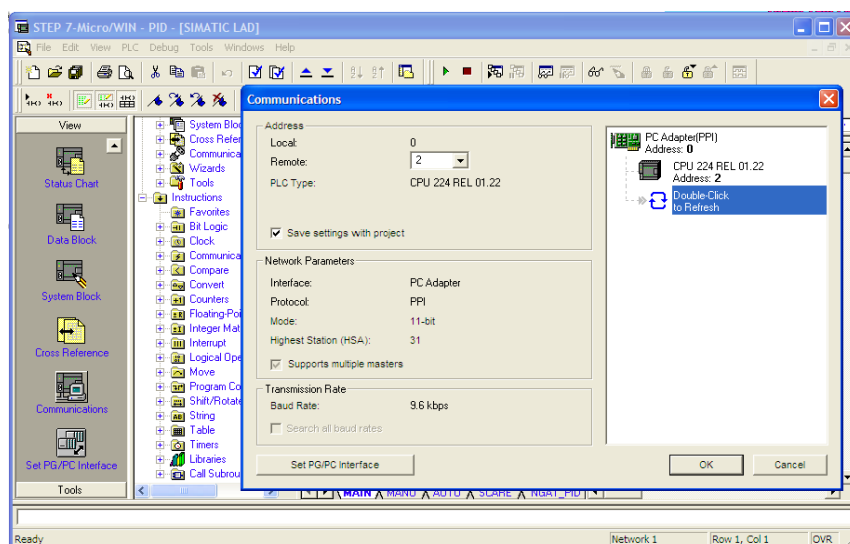 STEP 7-Micro/WIN - PID - [SIMATIC LAD]
File Edit View PLC Debug Tools Windows Help
View
Status Chart
Data Block
System Block
Cross Reference
Communications
Set PG/PC Interface
Tools
System Bloc
Cross Refer
Communica
Wizards
Tools
Instructions
Favorites
Bit Logic
Clock
Communica
Compare
Convert
Counters
Floating-Poi
Integer Mat
Interrupt
Logical Ope
Move
Program Co
Shift/Rotate
String
Table
Timers
Libraries
Call Subrou
Communications
Address
Local: 0
Remote: 2
PLC Type: CPU 224 REL 01.22
Save settings with project
Network Parameters
Interface: PC Adapter
Protocol: PPI
Mode: 11-bit
Highest Station (HSA): 31
Supports multiple masters
Transmission Rate
Baud Rate: 9.6 kbps
Search all baud rates
Set PG/PC Interface
PC Adapter(PPI)
Address: 0
CPU 224 REL 01.22
Address: 2
Double-Click
to Refresh
OK Cancel
MAIN MANU AUTO SCARE NGAT_PID
Ready Network 1 Row 1, Col 1 OVR